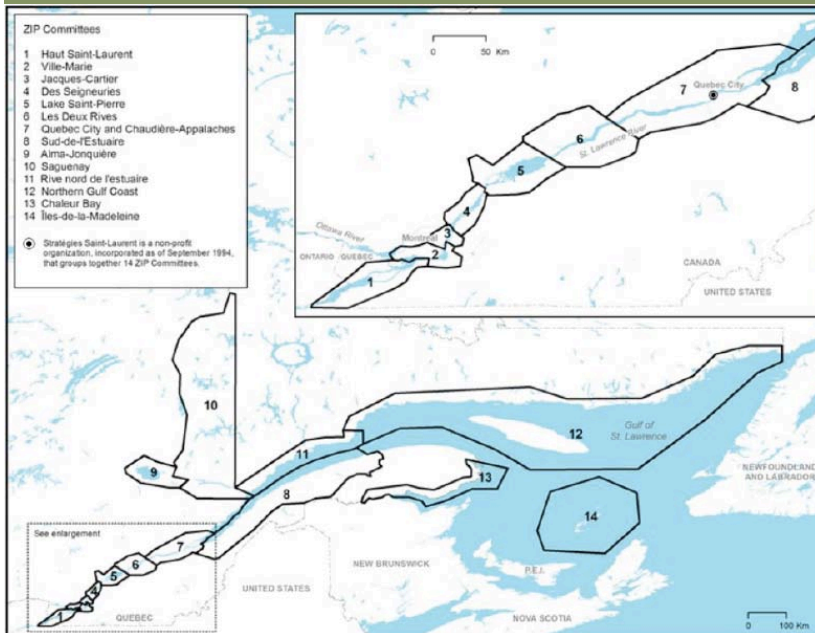 ZIP Committees
1 Haut Saint-Laurent
2 Ville-Marie
3 Jacques-Cartier
4 Des Seigneuries
5 Lake Saint-Pierre
6 Les Deux Rives
7 Quebec City and Chaudière-Appalaches
8 Sud-de-l'Estuaire
9 Alma-Jonquière
10 Saguenay
11 Rive nord de l'estuaire
12 Northern Gulf Coast
13 Chaleur Bay
14 Îles-de-la-Madeleine
Stratégies Saint-Laurent is a non-profit
organization, incorporated as of September 1994,
that groups together 14 ZIP Committees.
0 50 Km
7
Quebec City
8
6
St. Lawrence River
5
4
3
Ottawa River
Montreal
2
ONTARIO QUEBEC
1
CANADA
UNITED STATES
10
Gulf of
St. Lawrence
12
11
9
13
NEWFOUNDLAND
AND LABRADOR
8
14
See enlargement
7
6
5
4
3
2
1
NEW BRUNSWICK
P.E.I.
UNITED STATES
QUEBEC
NOVA SCOTIA
0 100 Km